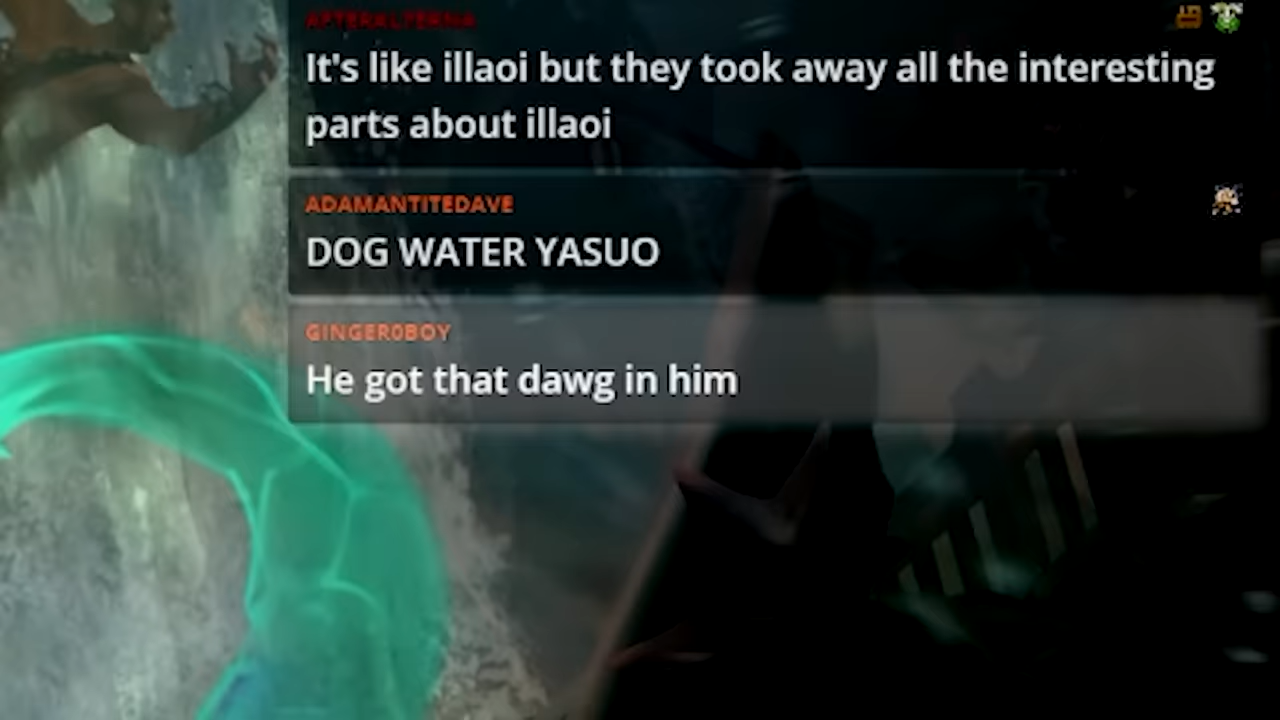 AFTERALTERNIA
It's like illaoi but they took away all the interesting
parts about illaoi
ADAMANTITEDAVE
DOG WATER YASUO
GINGER0BOY
He got that dawg in him